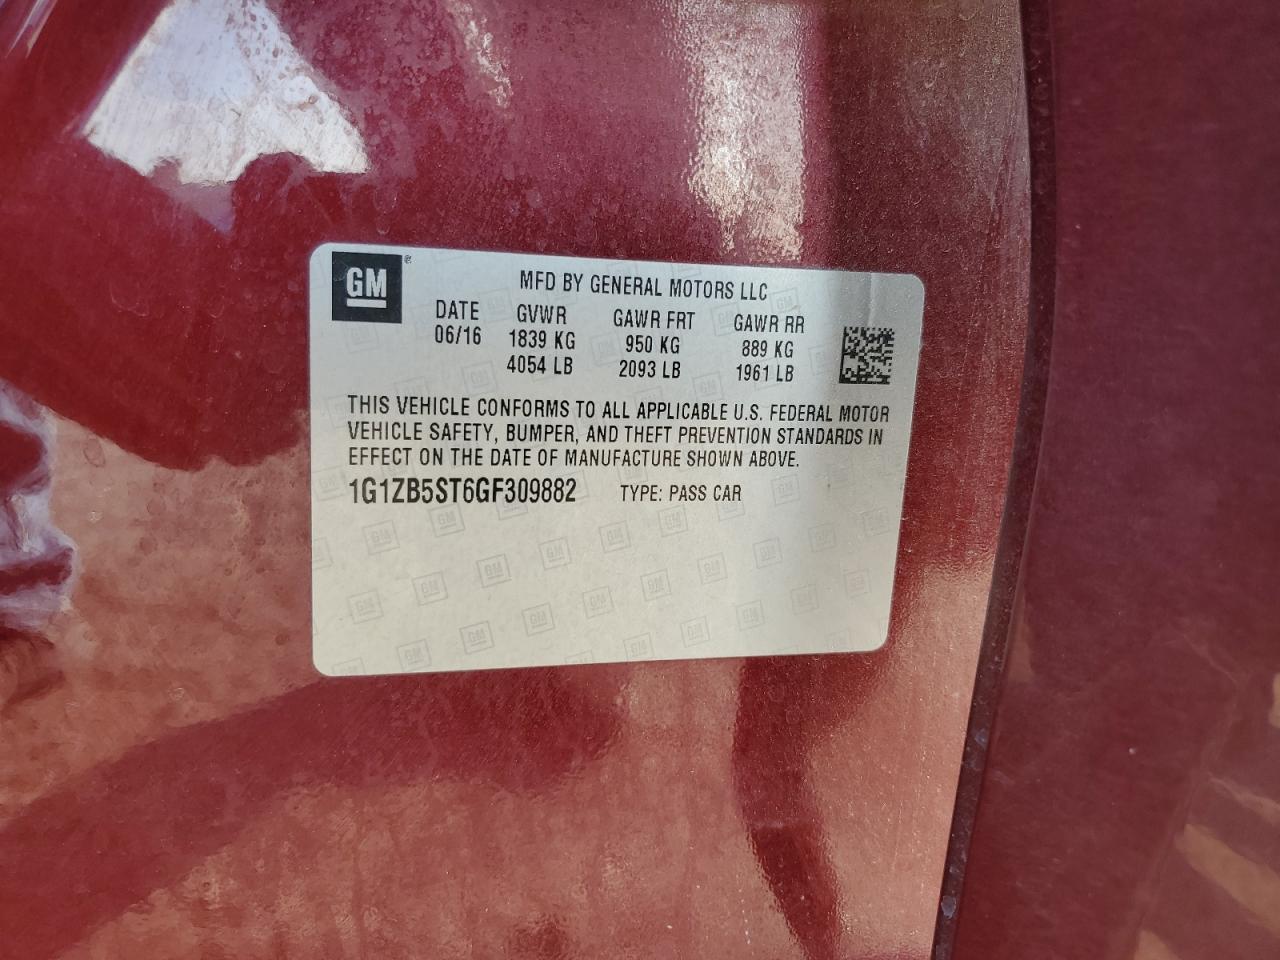 GM®
MFD BY GENERAL MOTORS LLC
DATE GVWR GAWR FRT GAWR RR
06/16 1839 KG 950 KG 889 KG
4054 LB 2093 LB 1961 LB
THIS VEHICLE CONFORMS TO ALL APPLICABLE U.S. FEDERAL MOTOR
VEHICLE SAFETY, BUMPER, AND THEFT PREVENTION STANDARDS IN
EFFECT ON THE DATE OF MANUFACTURE SHOWN ABOVE.
1G1ZB5ST6GF309882 TYPE: PASS CAR